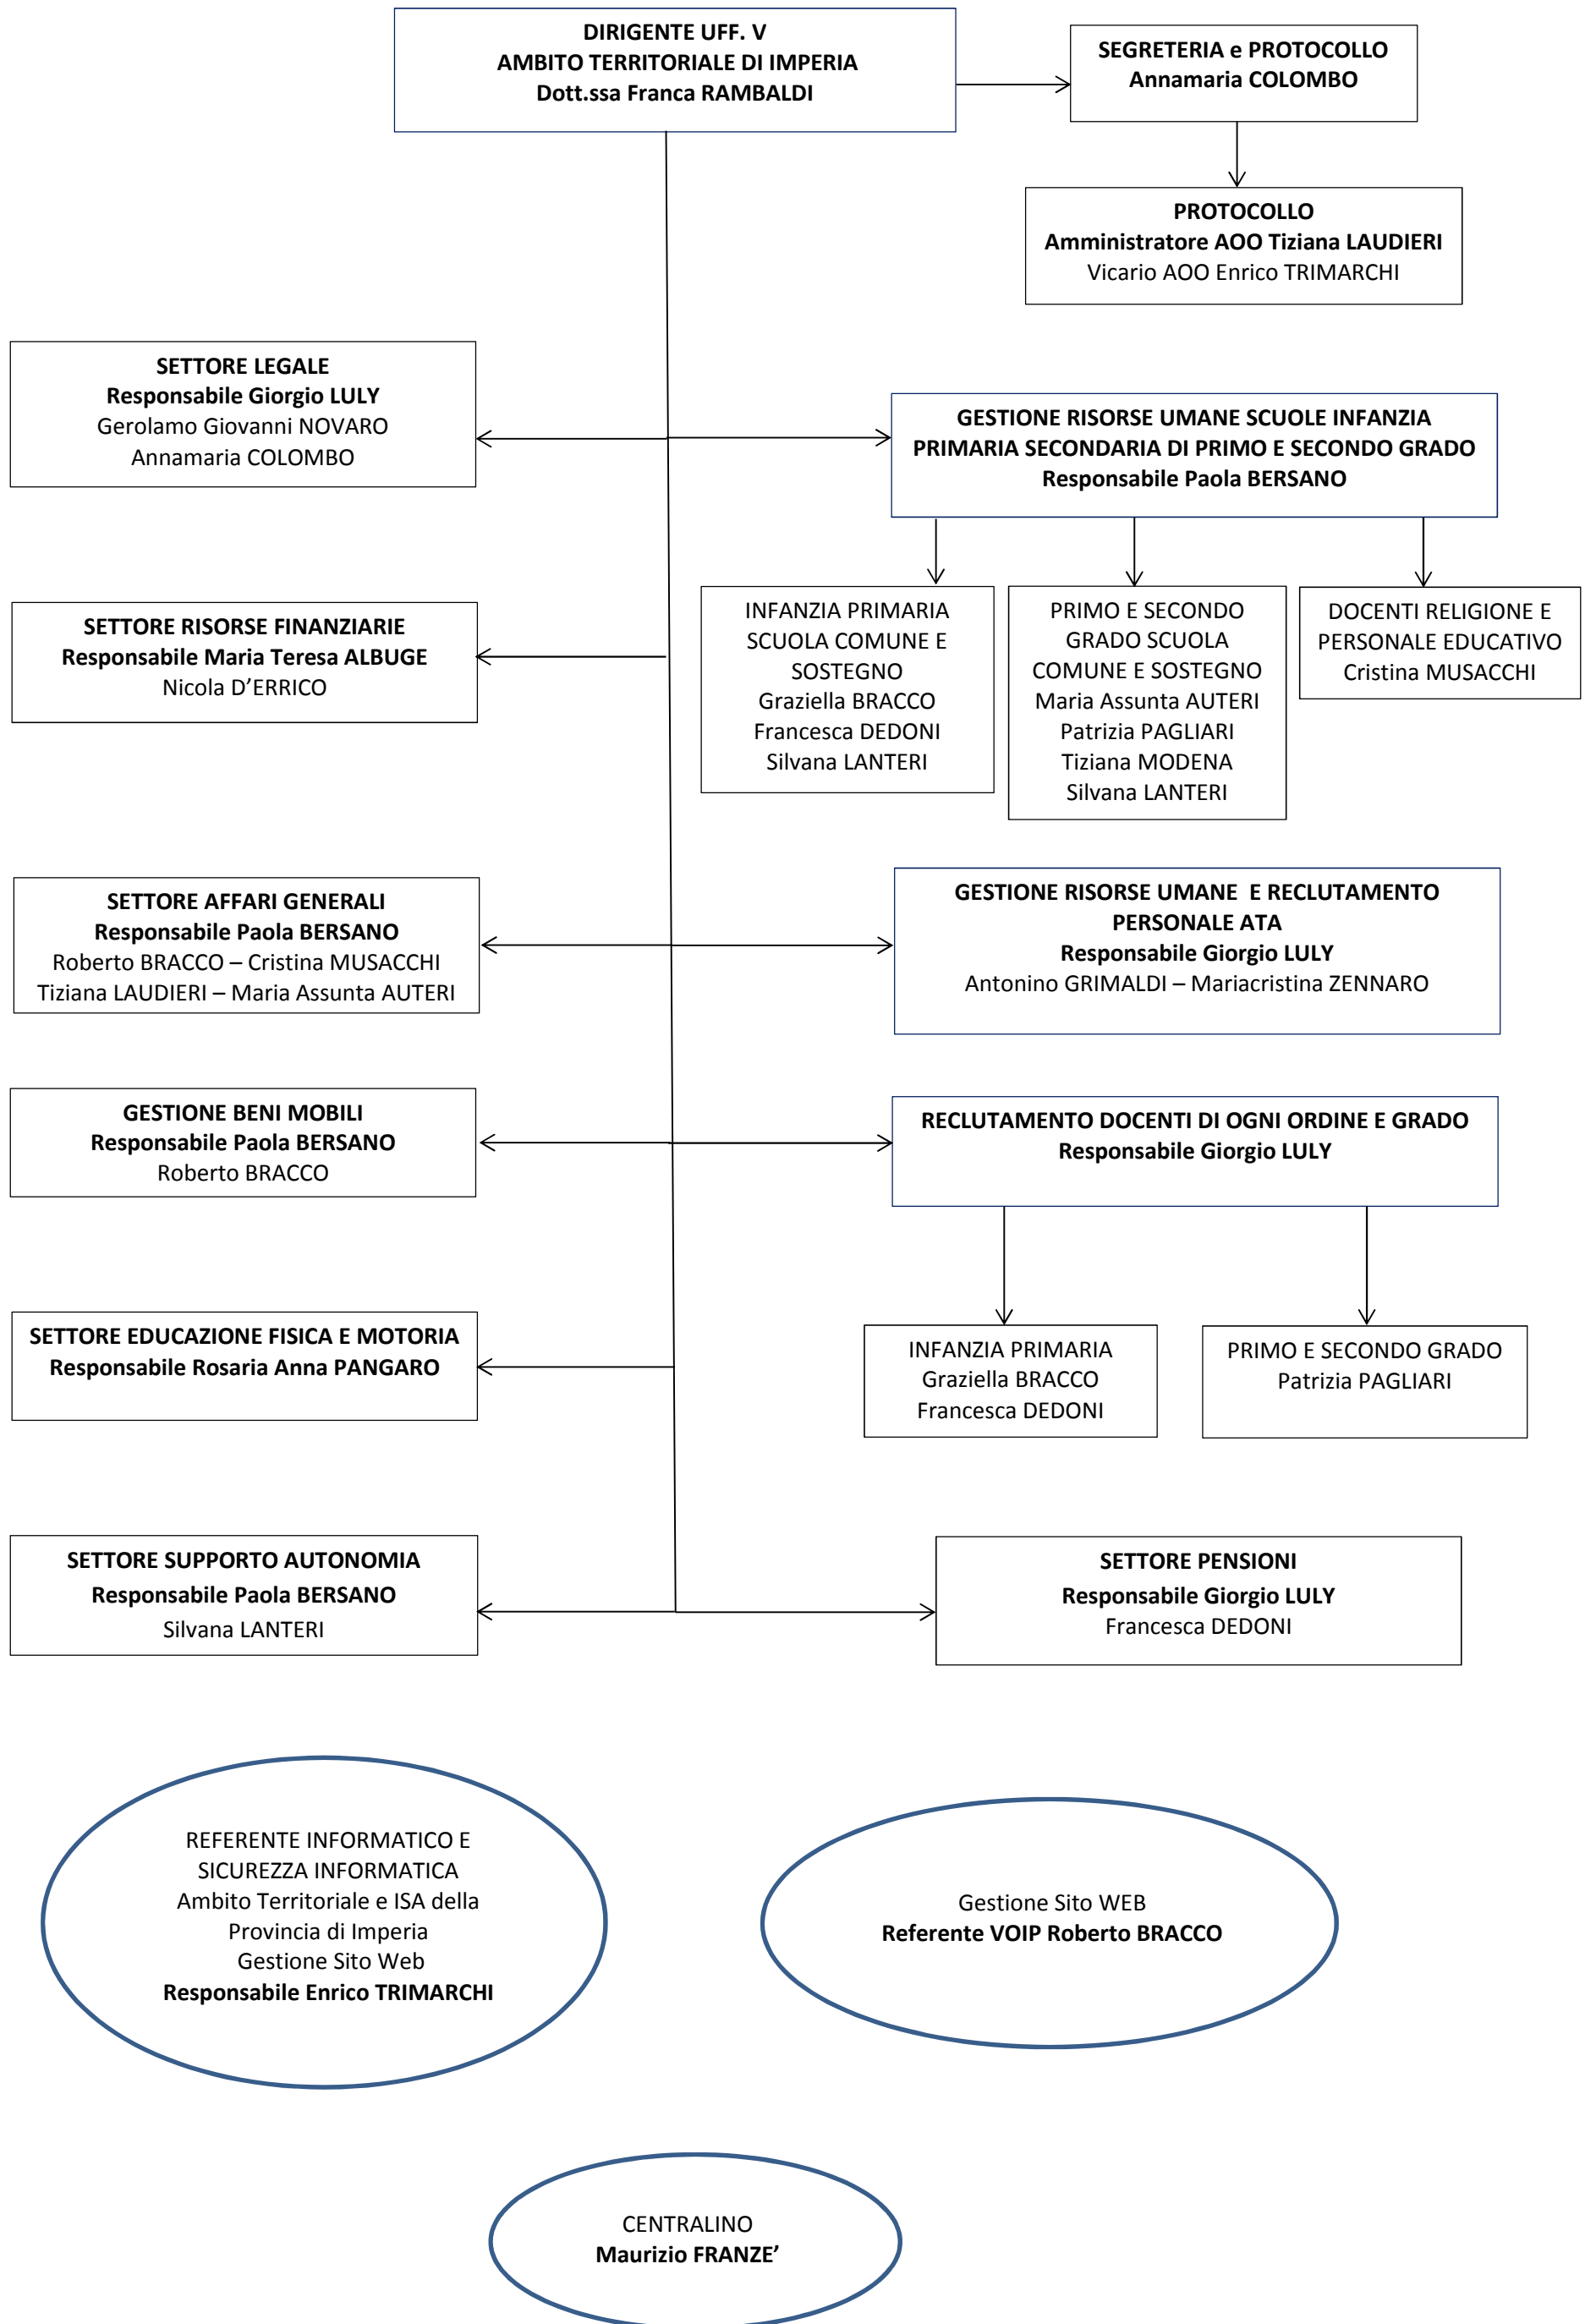 DIRIGENTE UFF. V
AMBITO TERRITORIALE DI IMPERIA
Dott.ssa Franca RAMBALDI
SEGRETERIA e PROTOCOLLO
Annamaria COLOMBO
PROTOCOLLO
Amministratore AOO Tiziana LAUDIERI
Vicario AOO Enrico TRIMARCHI
SETTORE LEGALE
Responsabile Giorgio LULY
Gerolamo Giovanni NOVARO
Annamaria COLOMBO
GESTIONE RISORSE UMANE SCUOLE INFANZIA
PRIMARIA SECONDARIA DI PRIMO E SECONDO GRADO
Responsabile Paola BERSANO
INFANZIA PRIMARIA
SCUOLA COMUNE E
SOSTEGNO
Graziella BRACCO
Francesca DEDONI
Silvana LANTERI
PRIMO E SECONDO
GRADO SCUOLA
COMUNE E SOSTEGNO
Maria Assunta AUTERI
Patrizia PAGLIARI
Tiziana MODENA
Silvana LANTERI
DOCENTI RELIGIONE E
PERSONALE EDUCATIVO
Cristina MUSACCHI
SETTORE RISORSE FINANZIARIE
Responsabile Maria Teresa ALBUGE
Nicola D’ERRICO
SETTORE AFFARI GENERALI
Responsabile Paola BERSANO
Roberto BRACCO – Cristina MUSACCHI
Tiziana LAUDIERI – Maria Assunta AUTERI
GESTIONE RISORSE UMANE  E RECLUTAMENTO
PERSONALE ATA
Responsabile Giorgio LULY
Antonino GRIMALDI – Mariacristina ZENNARO
GESTIONE BENI MOBILI
Responsabile Paola BERSANO
Roberto BRACCO
RECLUTAMENTO DOCENTI DI OGNI ORDINE E GRADO
Responsabile Giorgio LULY
SETTORE EDUCAZIONE FISICA E MOTORIA
Responsabile Rosaria Anna PANGARO
INFANZIA PRIMARIA
Graziella BRACCO
Francesca DEDONI
PRIMO E SECONDO GRADO
Patrizia PAGLIARI
SETTORE SUPPORTO AUTONOMIA
Responsabile Paola BERSANO
Silvana LANTERI
SETTORE PENSIONI
Responsabile Giorgio LULY
Francesca DEDONI
REFERENTE INFORMATICO E
SICUREZZA INFORMATICA
Ambito Territoriale e ISA della
Provincia di Imperia
Gestione Sito Web
Responsabile Enrico TRIMARCHI
Gestione Sito WEB
Referente VOIP Roberto BRACCO
CENTRALINO
Maurizio FRANZE’